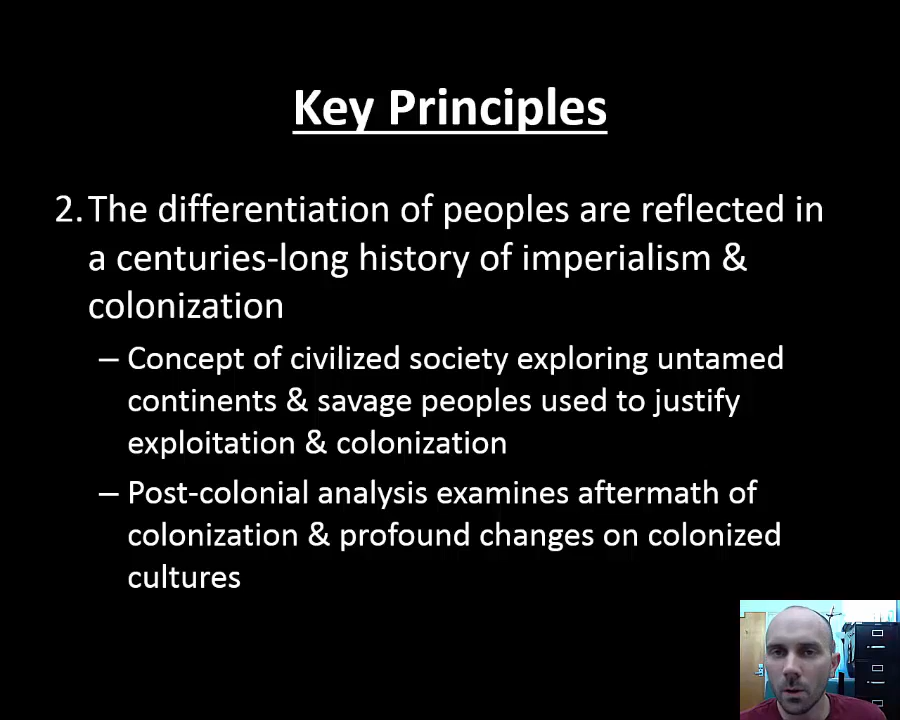 Key Principles
2. The differentiation of peoples are reflected in
a centuries-long history of imperialism &
colonization
– Concept of civilized society exploring untamed
continents & savage peoples used to justify
exploitation & colonization
– Post-colonial analysis examines aftermath of
colonization & profound changes on colonized
cultures